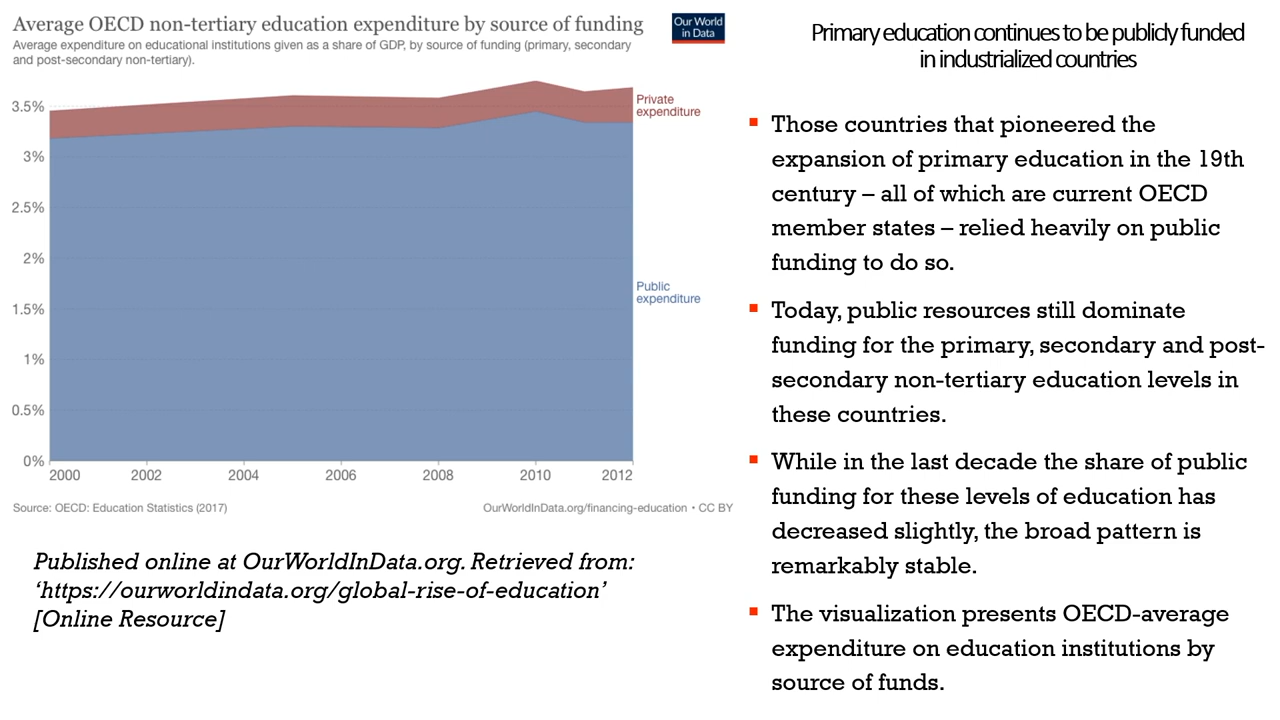 Average OECD non-tertiary education expenditure by source of funding
Average expenditure on educational institutions given as a share of GDP, by source of funding (primary, secondary
and post-secondary non-tertiary).
Our World
in Data
3.5%
3%
2.5%
2%
1.5%
1%
0.5%
0%
Private
expenditure
Public
expenditure
2000
2002
2004
2006
2008
2010
2012
Source: OECD: Education Statistics (2017)
OurWorldInData.org/financing-education • CC BY
Published online at OurWorldInData.org. Retrieved from:
‘https://ourworldindata.org/global-rise-of-education’
[Online Resource]
Primary education continues to be publicly funded
in industrialized countries
▪ Those countries that pioneered the
expansion of primary education in the 19th
century – all of which are current OECD
member states – relied heavily on public
funding to do so.
▪ Today, public resources still dominate
funding for the primary, secondary and post-
secondary non-tertiary education levels in
these countries.
▪ While in the last decade the share of public
funding for these levels of education has
decreased slightly, the broad pattern is
remarkably stable.
▪ The visualization presents OECD-average
expenditure on education institutions by
source of funds.